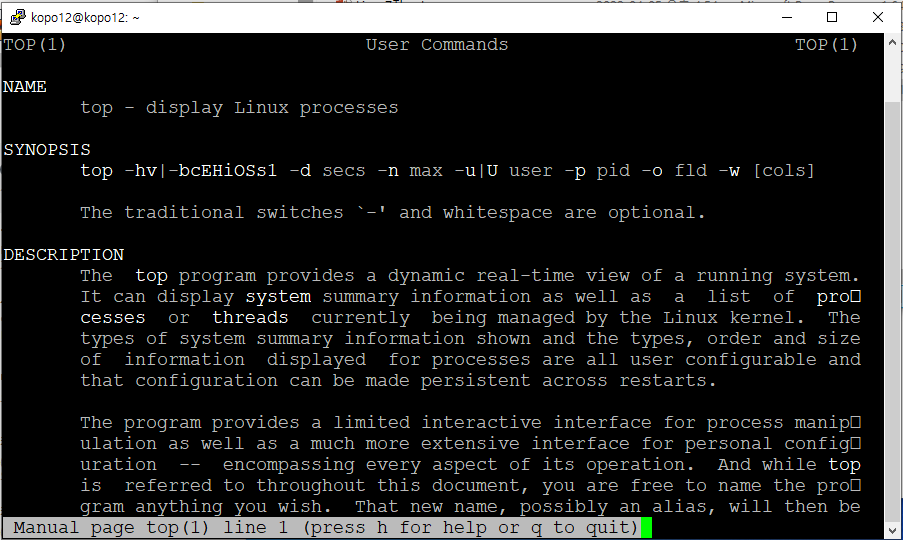 kopo12@kopo12: ~
TOP(1) User Commands TOP(1)
NAME
top - display Linux processes
SYNOPSIS
top -hv|-bcEHiOSs1 -d secs -n max -u|U user -p pid -o fld -w [cols]
The traditional switches `-' and whitespace are optional.
DESCRIPTION
The top program provides a dynamic real-time view of a running system.
It can display system summary information as well as a list of pro□
cesses or threads currently being managed by the Linux kernel. The
types of system summary information shown and the types, order and size
of information displayed for processes are all user configurable and
that configuration can be made persistent across restarts.
The program provides a limited interactive interface for process manip□
ulation as well as a much more extensive interface for personal config□
uration -- encompassing every aspect of its operation. And while top
is referred to throughout this document, you are free to name the pro□
gram anything you wish. That new name, possibly an alias, will then be
Manual page top(1) line 1 (press h for help or q to quit)